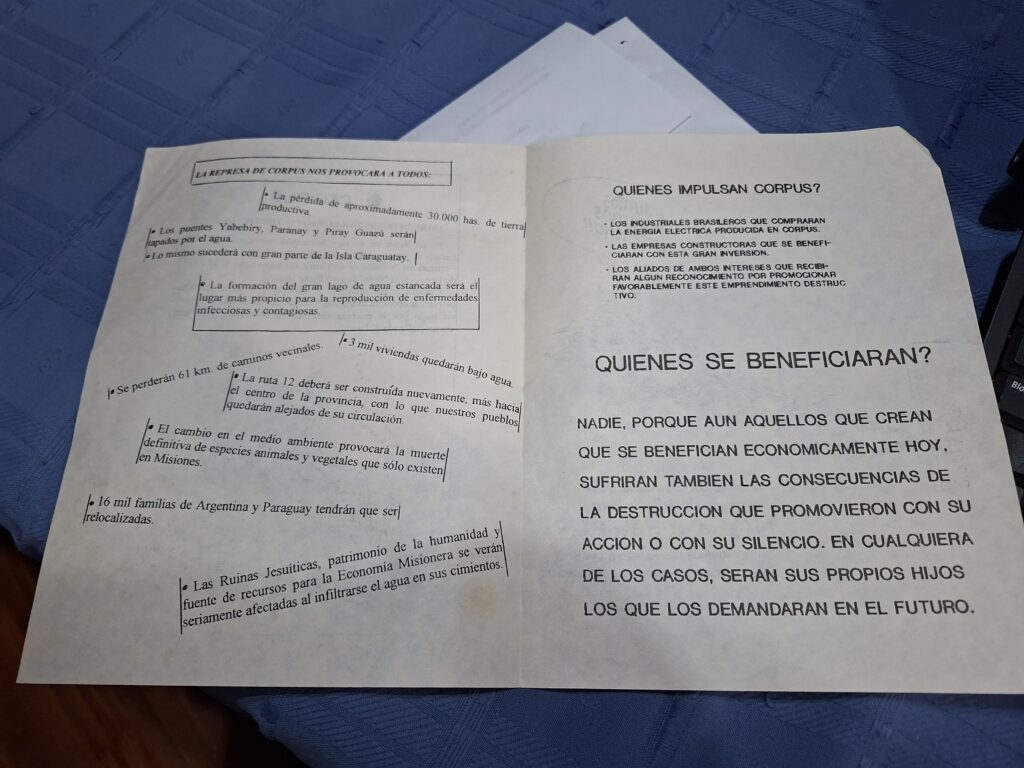 LA REPRESA DE CORPUS NOS PROVOCARA A TODOS:
• La pérdida de aproximadamente 30.000 has. de tierra
productiva.
• Los puentes Yabebiry, Paranay y Piray Guazú serán
tapados por el agua.
• Lo mismo sucederá con gran parte de la Isla Caraguatay.
• La formación del gran lago de agua estancada será el
lugar más propicio para la reproducción de enfermedades
infecciosas y contagiosas.
• 3 mil viviendas quedarán bajo agua.
• Se perderán 61 km. de caminos vecinales.
• La ruta 12 deberá ser construída nuevamente, más hacia
el centro de la provincia, con lo que nuestros pueblos
quedarán alejados de su circulación.
• El cambio en el medio ambiente provocará la muerte
definitiva de especies animales y vegetales que sólo existen
en Misiones.
• 16 mil familias de Argentina y Paraguay tendrán que ser
relocalizadas.
• Las Ruinas Jesuíticas, patrimonio de la humanidad y
fuente de recursos para la Economía Misionera se verán
seriamente afectadas al infiltrarse el agua en sus cimientos.
QUIENES IMPULSAN CORPUS?
• LOS INDUSTRIALES BRASILEROS QUE COMPRARAN
LA ENERGIA ELECTRICA PRODUCIDA EN CORPUS.
• LAS EMPRESAS CONSTRUCTORAS QUE SE BENEFI-
CIARAN CON ESTA GRAN INVERSION.
• LOS ALIADOS DE AMBOS INTERESES QUE RECIBI-
RAN ALGUN RECONOCIMIENTO POR PROMOCIONAR
FAVORABLEMENTE ESTE EMPRENDIMIENTO DESTRUC
TIVO.
QUIENES SE BENEFICIARAN?
NADIE, PORQUE AUN AQUELLOS QUE CREAN
QUE SE BENEFICIAN ECONOMICAMENTE HOY,
SUFRIRAN TAMBIEN LAS CONSECUENCIAS DE
LA DESTRUCCION QUE PROMOVIERON CON SU
ACCION O CON SU SILENCIO. EN CUALQUIERA
DE LOS CASOS, SERAN SUS PROPIOS HIJOS
LOS QUE LOS DEMANDARAN EN EL FUTURO.